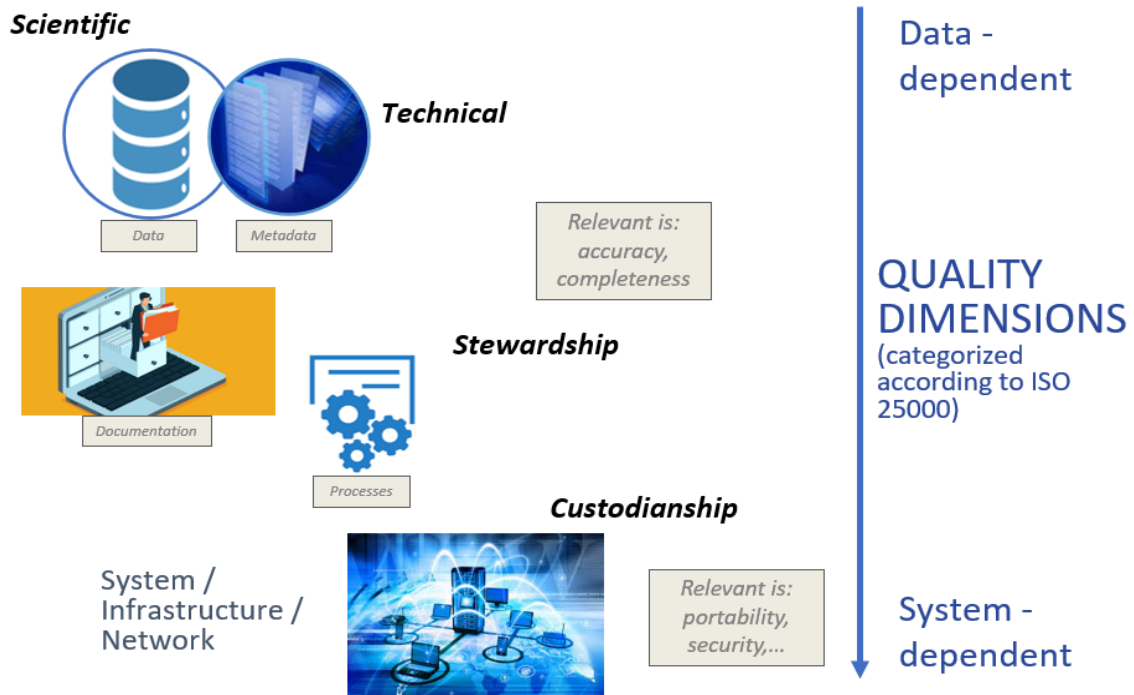 Scientific
Data -
dependent
Technical
Data
Metadata
Relevant is:
accuracy,
completeness
QUALITY
DIMENSIONS
(categorized
according to ISO
25000)
Stewardship
Documentation
Processes
Custodianship
System /
Infrastructure /
Network
Relevant is:
portability,
security,...
System -
dependent